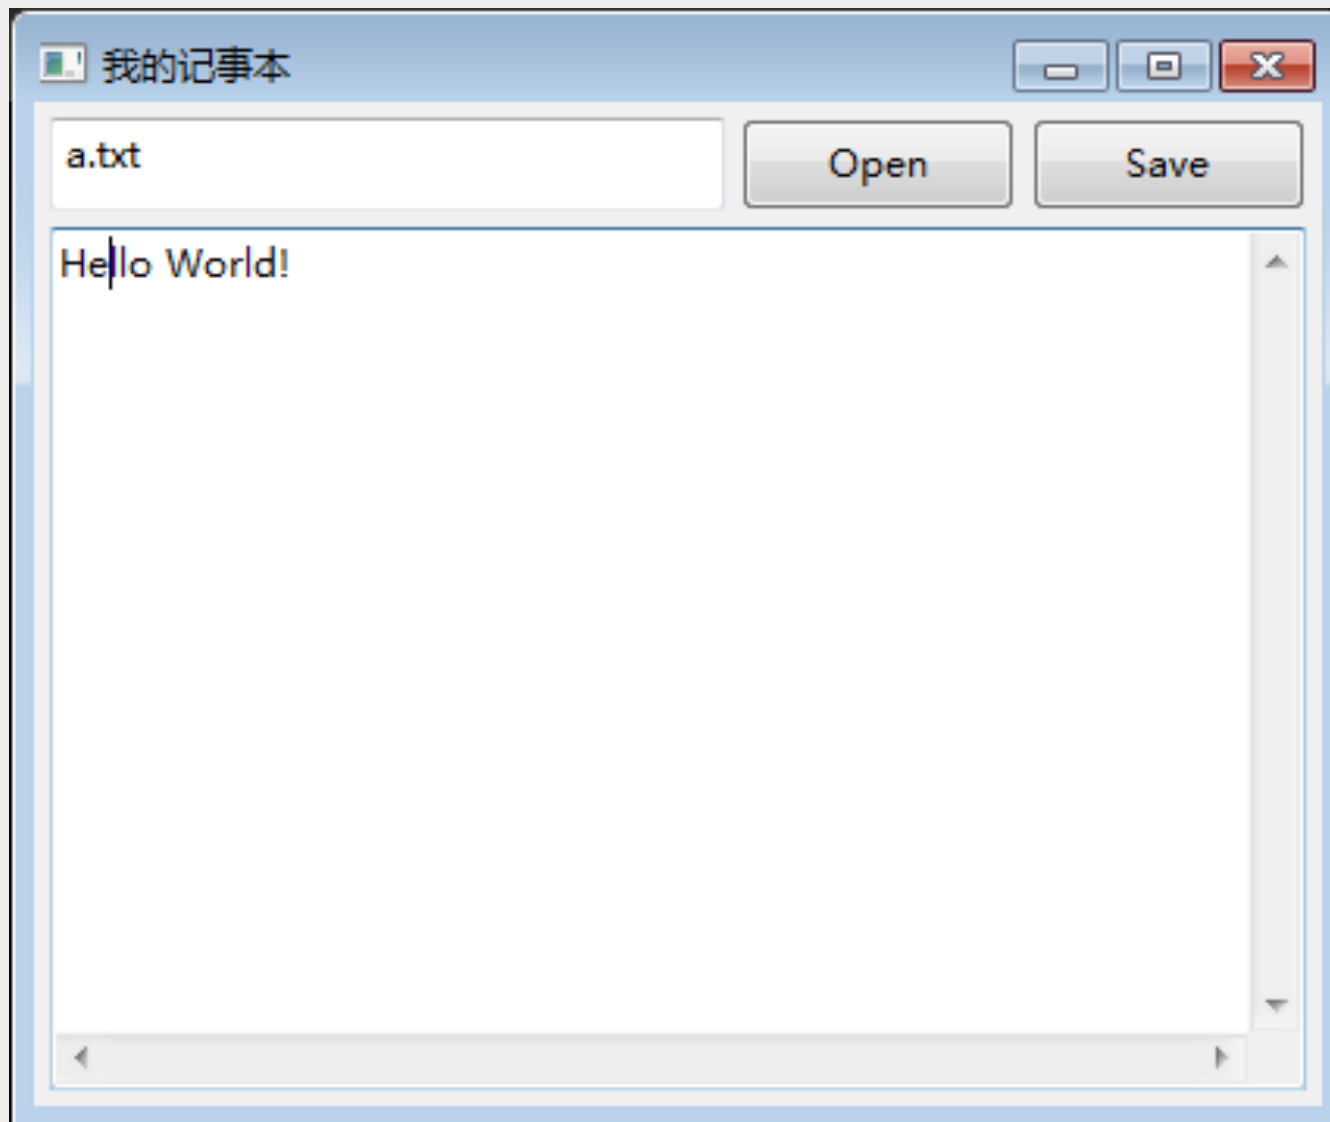 我的记事本
a.txt
Open
Save
Hello World!